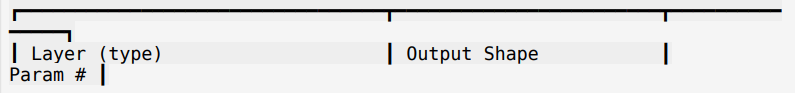 ┃ Layer (type)                      ┃ Output Shape           ┃
Param # ┃